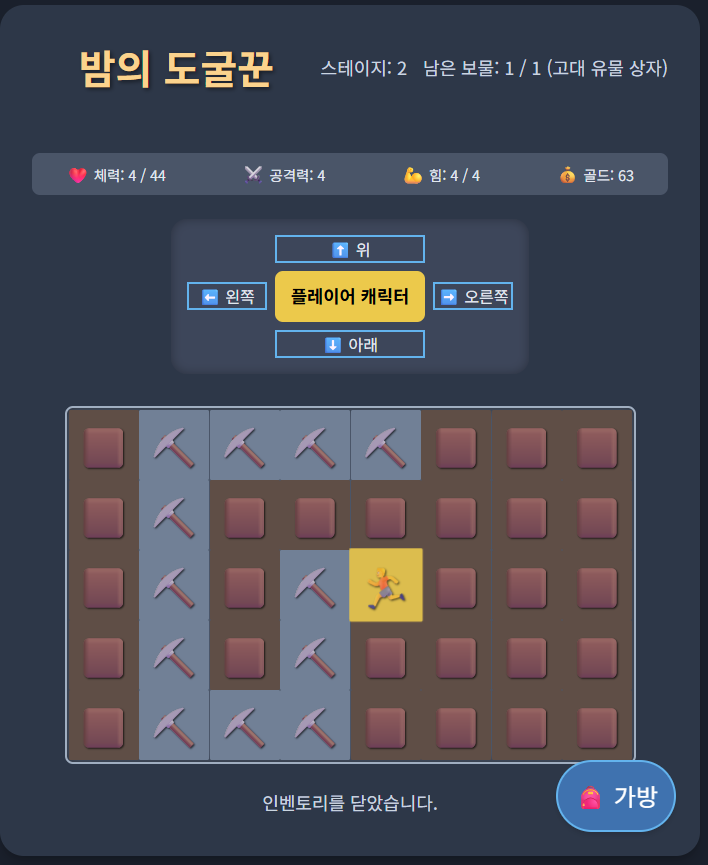 밤의 도굴꾼
스테이지: 2 남은 보물: 1 / 1 (고대 유물 상자)
체력: 4 / 44 공격력: 4 힘: 4 / 4 골드: 63
위
왼쪽 플레이어 캐릭터 오른쪽
아래
인벤토리를 닫았습니다.
가방